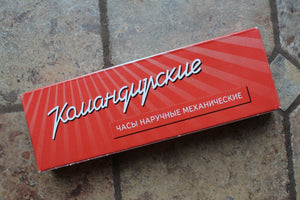 Командирские
ЧАСЫ НАРУЧНЫЕ МЕХАНИЧЕСКИЕ